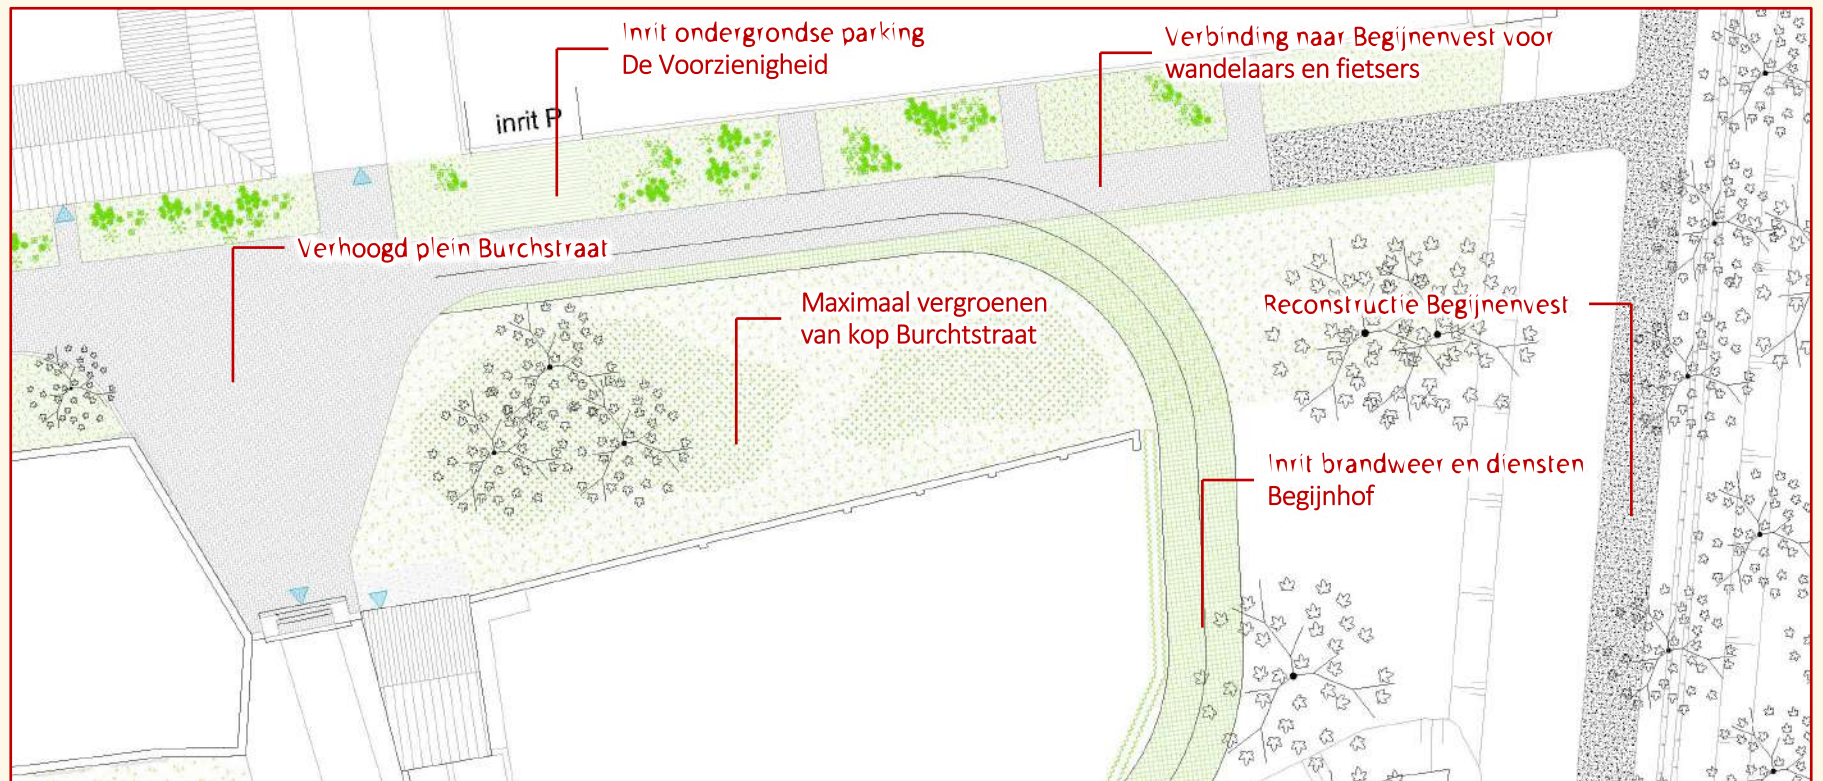 Inrit ondergrondse parking
De Voorzienigheid
Verbinding naar Begijnenvest voor
wandelaars en fietsers
inrit P
Verhoogd plein Burchstraat
Maximaal vergroenen
van kop Burchtstraat
Reconstructie Begijnenvest
Inrit brandweer en diensten
Begijnhof